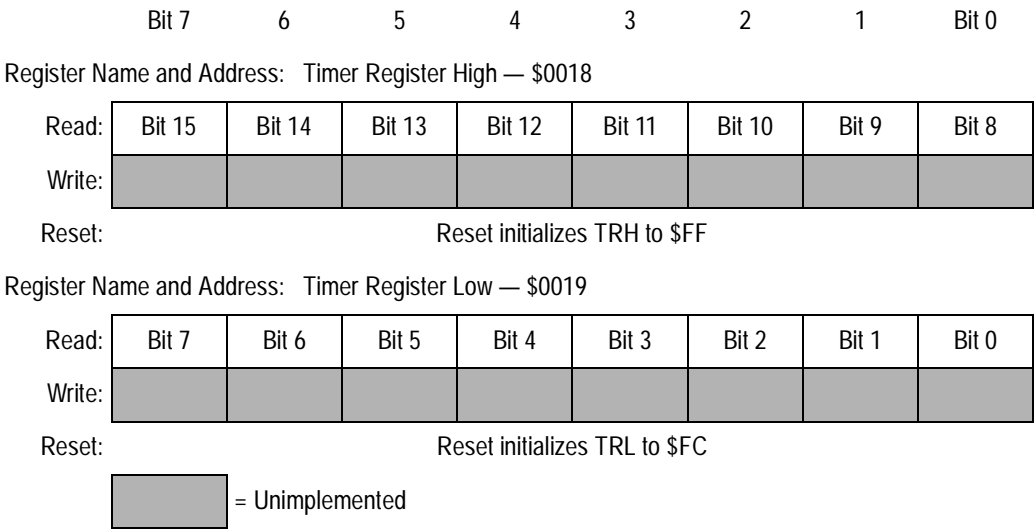 Bit 7 6 5 4 3 2 1 Bit 0
Register Name and Address: Timer Register High — $0018
Read: Bit 15 Bit 14 Bit 13 Bit 12 Bit 11 Bit 10 Bit 9 Bit 8
Write:
Reset: Reset initializes TRH to $FF
Register Name and Address: Timer Register Low — $0019
Read: Bit 7 Bit 6 Bit 5 Bit 4 Bit 3 Bit 2 Bit 1 Bit 0
Write:
Reset: Reset initializes TRL to $FC
= Unimplemented